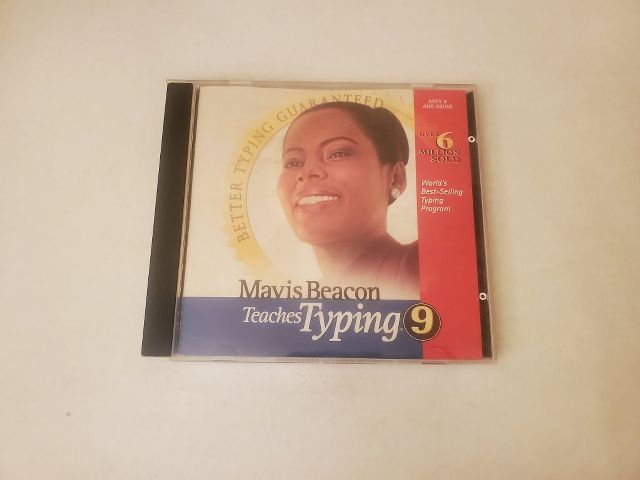 BETTER TYPING GUARANTEED
AGES 8
AND ABOVE
OVER
6
MILLION
SOLD
World's
Best-Selling
Typing
Program
Mavis Beacon
Teaches Typing 9